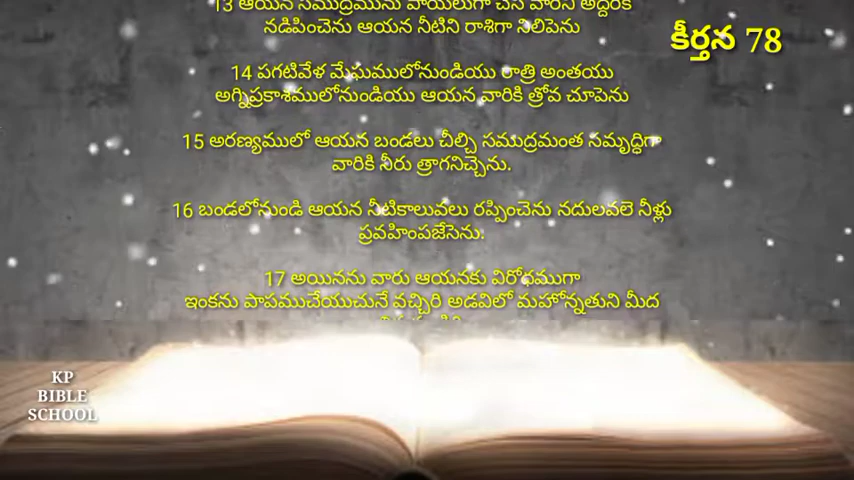 13 ఆయన సముద్రమును పాయలుగా చేసి వారిని అద్దరికి
నడిపించెను ఆయన నీటిని రాశిగా నిలిపెను
కీర్తన 78
14 పగటివేళ మేఘములోనుండియు రాత్రి అంతయు
అగ్నిప్రకాశములోనుండియు ఆయన వారికి త్రోవ చూపెను
15 అరణ్యములో ఆయన బండలు చీల్చి సముద్రమంత సమృద్ధిగా
వారికి నీరు త్రాగనిచ్చెను.
16 బండలోనుండి ఆయన నీటికాలువలు రప్పించెను నదులవలె నీళ్లు
ప్రవహింపజేసెను.
17 అయినను వారు ఆయనకు విరోధముగా
ఇంకను పాపముచేయుచునే వచ్చిరి అడవిలో మహోన్నతుని మీద
KP
BIBLE
SCHOOL